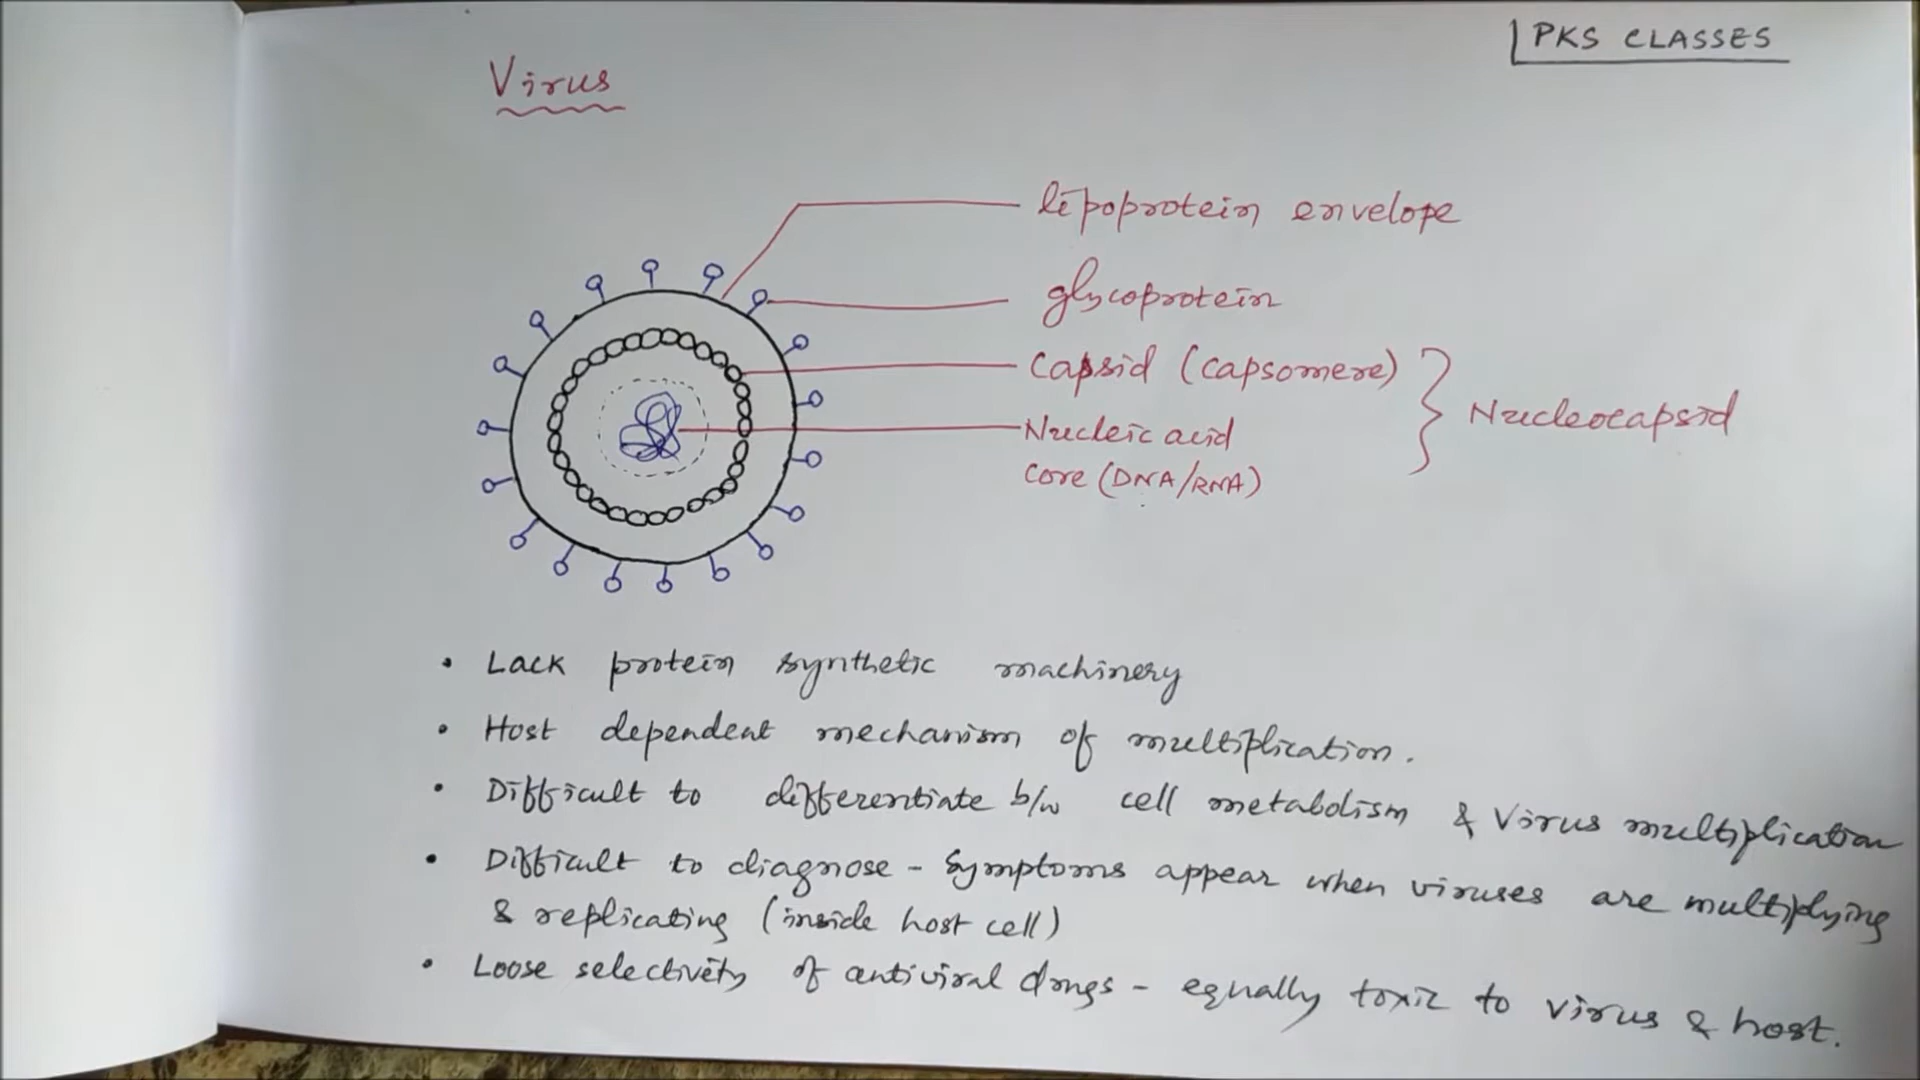 PKS CLASSES
Virus
lipoprotein envelope
glycoprotein
Capsid (capsomere)
Nucleic acid
core (DNA/RNA)
Nucleocapsid
• Lack protein synthetic machinery
• Host dependent mechanism of multiplication.
• Difficult to differentiate b/w cell metabolism & Virus multiplication
• Difficult to diagnose - Symptoms appear when viruses are multiplying
& replicating (inside host cell)
• Loose selectivity of antiviral drugs - equally toxic to virus & host.